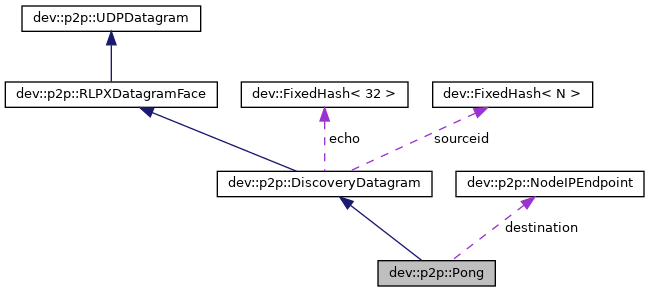 dev::p2p::UDPDatagram
dev::p2p::RLPXDatagramFace
dev::FixedHash< 32 >
dev::FixedHash< N >
echo
sourceid
dev::p2p::DiscoveryDatagram
dev::p2p::NodeIPEndpoint
destination
dev::p2p::Pong